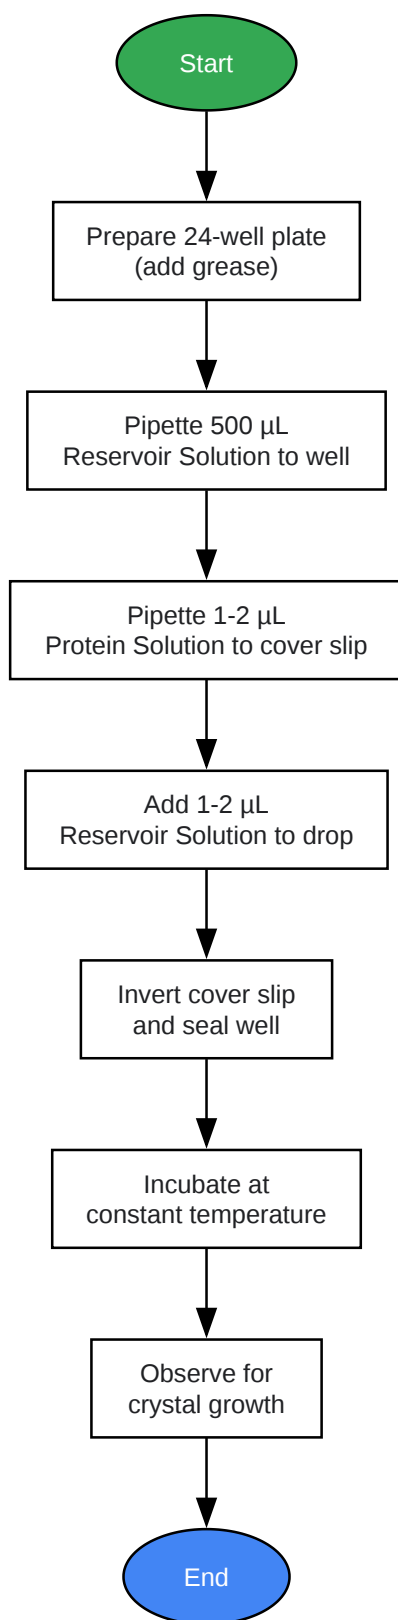 Start
Prepare 24-well plate
(add grease)
Pipette 500 µL
Reservoir Solution to well
Pipette 1-2 µL
Protein Solution to cover slip
Add 1-2 µL
Reservoir Solution to drop
Invert cover slip
and seal well
Incubate at
constant temperature
Observe for
crystal growth
End